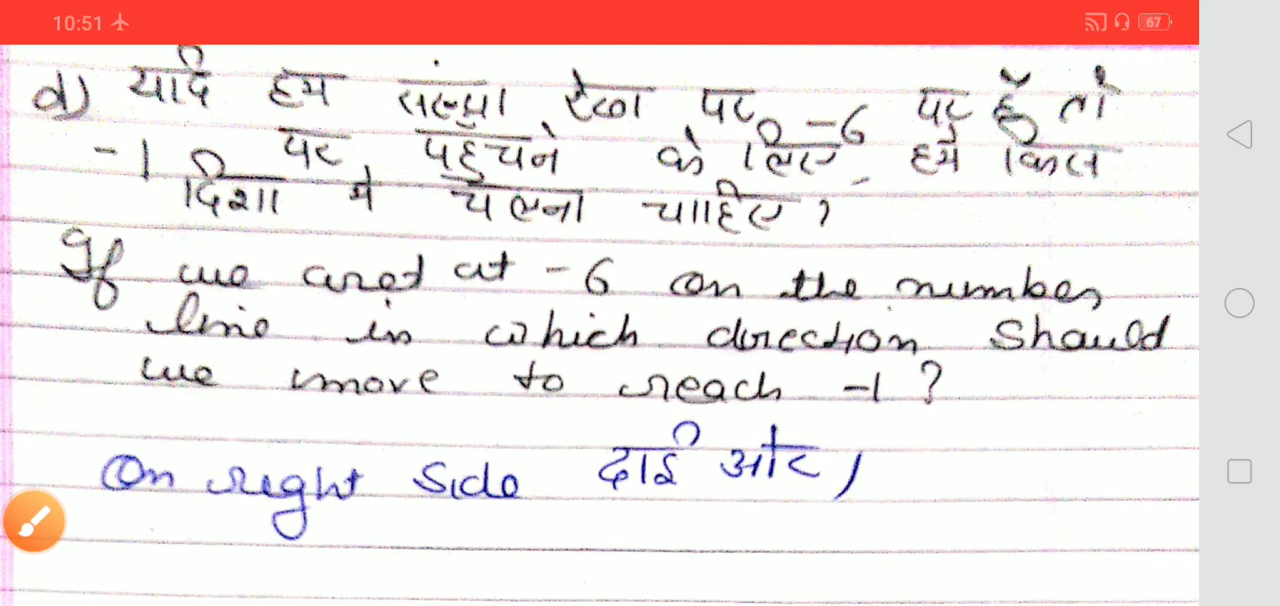 10:51
67
d) यदि हम संख्या रेखा पर -6 पर हैं तो
-1 पर पहुंचने के लिए हमें किस
दिशा में चलना चाहिए?
If we are at -6 on the number
line in which direction should
we move to reach -1?
On right side दाई ओर।